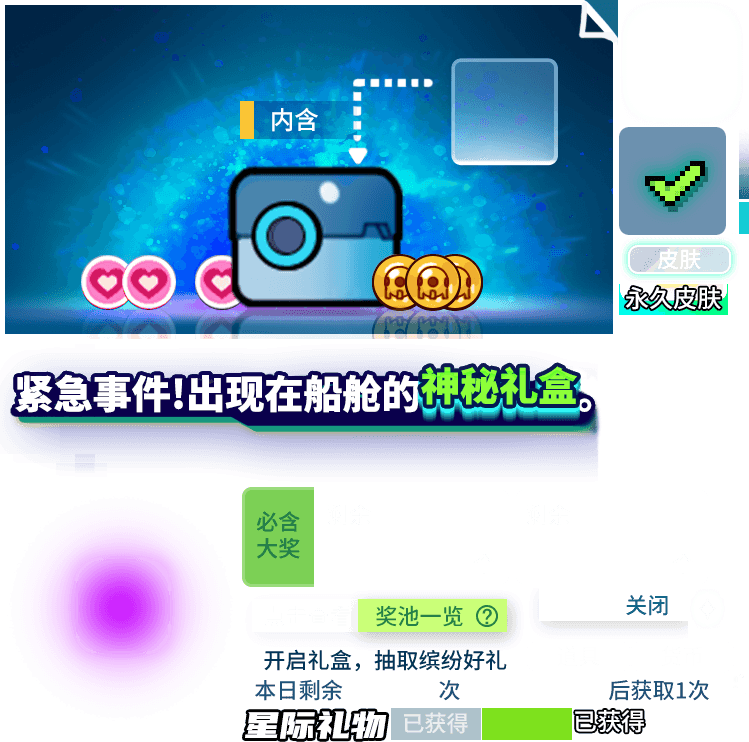 内含
皮肤
永久皮肤
紧急事件!出现在船舱的神秘礼盒。
必含
大奖
奖池一览 ?
关闭
开启礼盒，抽取缤纷好礼
本日剩余 次 后获取1次
星际礼物 已获得 已获得